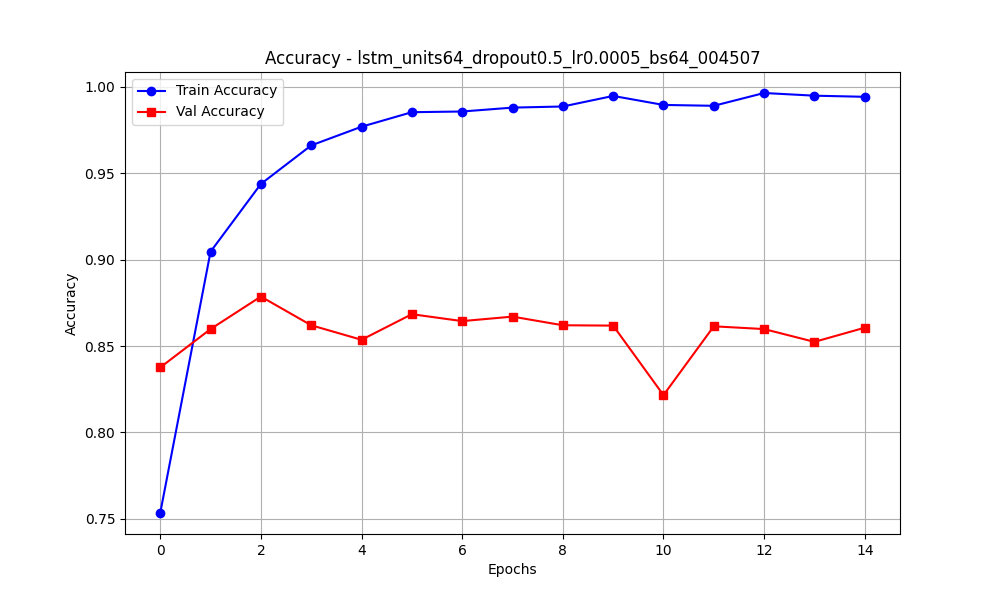 Accuracy - lstm_units64_dropout0.5_lr0.0005_bs64_004507
Train Accuracy
Val Accuracy
1.00
0.95
0.90
0.85
0.80
0.75
Accuracy
0 2 4 6 8 10 12 14
Epochs